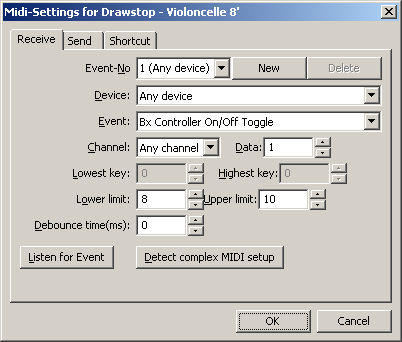 Midi-Settings for Drawstop - Violoncelle 8'
Receive Send Shortcut
Event-No 1 (Any device) New Delete
Device: Any device
Event: Bx Controller On/Off Toggle
Channel: Any channel Data: 1
Lowest key: 0 Highest key: 0
Lower limit: 8 Upper limit: 10
Debounce time(ms): 0
Listen for Event Detect complex MIDI setup
OK Cancel